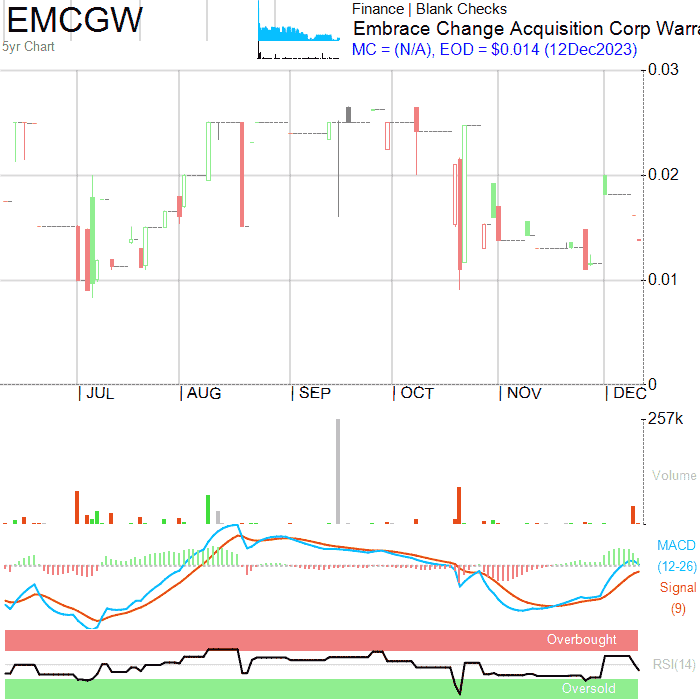 EMCGW
5yr Chart
Finance | Blank Checks
Embrace Change Acquisition Corp Warra
MC = (N/A), EOD = $0.014 (12Dec2023)
0.03
0.02
0.01
0
| JUL | AUG | SEP | OCT | NOV | DEC
257k
Volume
MACD
(12-26)
Signal
(9)
Overbought
RSI(14)
Oversold